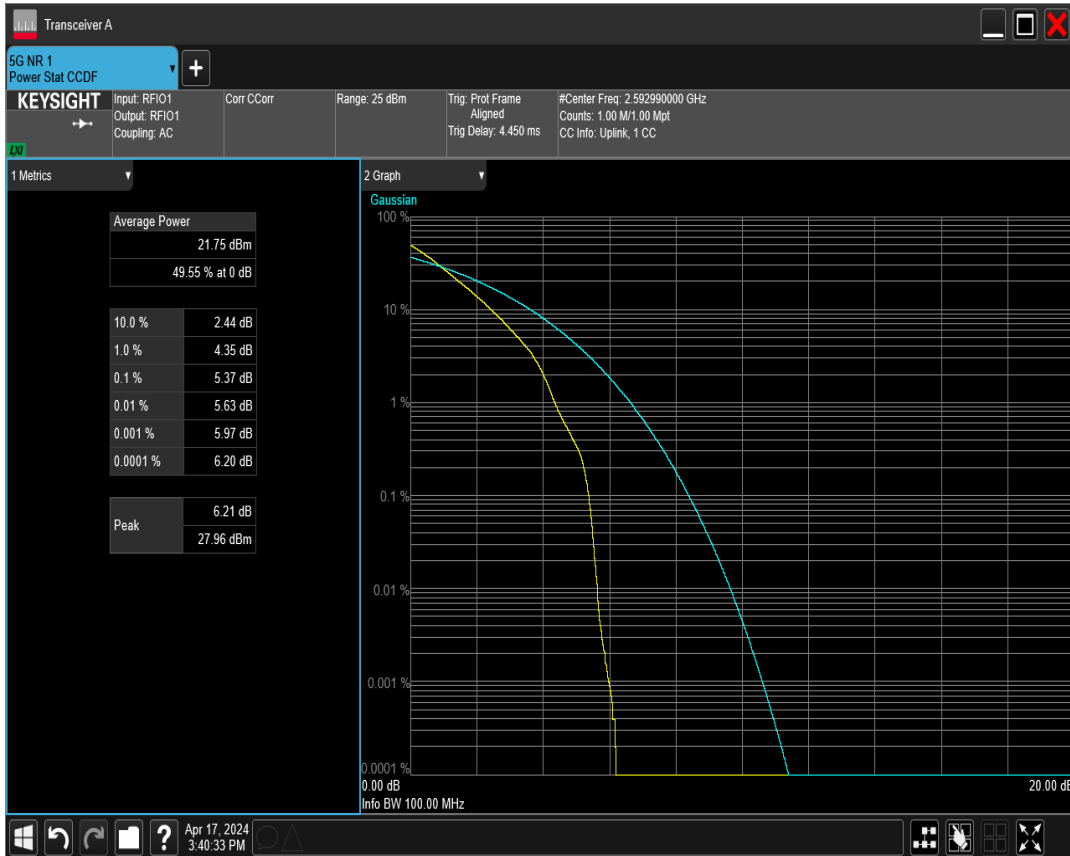 Transceiver A
5G NR 1
Power Stat CCDF
+
KEYSIGHT
LXI
Input: RFIO1
Output: RFIO1
Coupling: AC
Corr CCorr
Range: 25 dBm
Trig: Prot Frame
Aligned
Trig Delay: 4.450 ms
#Center Freq: 2.592990000 GHz
Counts: 1.00 M/1.00 Mpt
CC Info: Uplink, 1 CC
1 Metrics
Average Power
21.75 dBm
49.55 % at 0 dB
10.0 % 2.44 dB
1.0 % 4.35 dB
0.1 % 5.37 dB
0.01 % 5.63 dB
0.001 % 5.97 dB
0.0001 % 6.20 dB
Peak 6.21 dB
27.96 dBm
2 Graph
Gaussian
100 %
10 %
1 %
0.1 %
0.01 %
0.001 %
0.0001 %
0.00 dB 20.00 dB
Info BW 100.00 MHz
?
Apr 17, 2024
3:40:33 PM